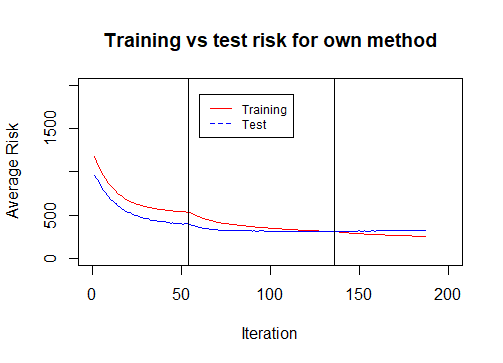 Training vs test risk for own method
Average Risk
1500
500
0
Training
Test
0
50
100
150
200
Iteration